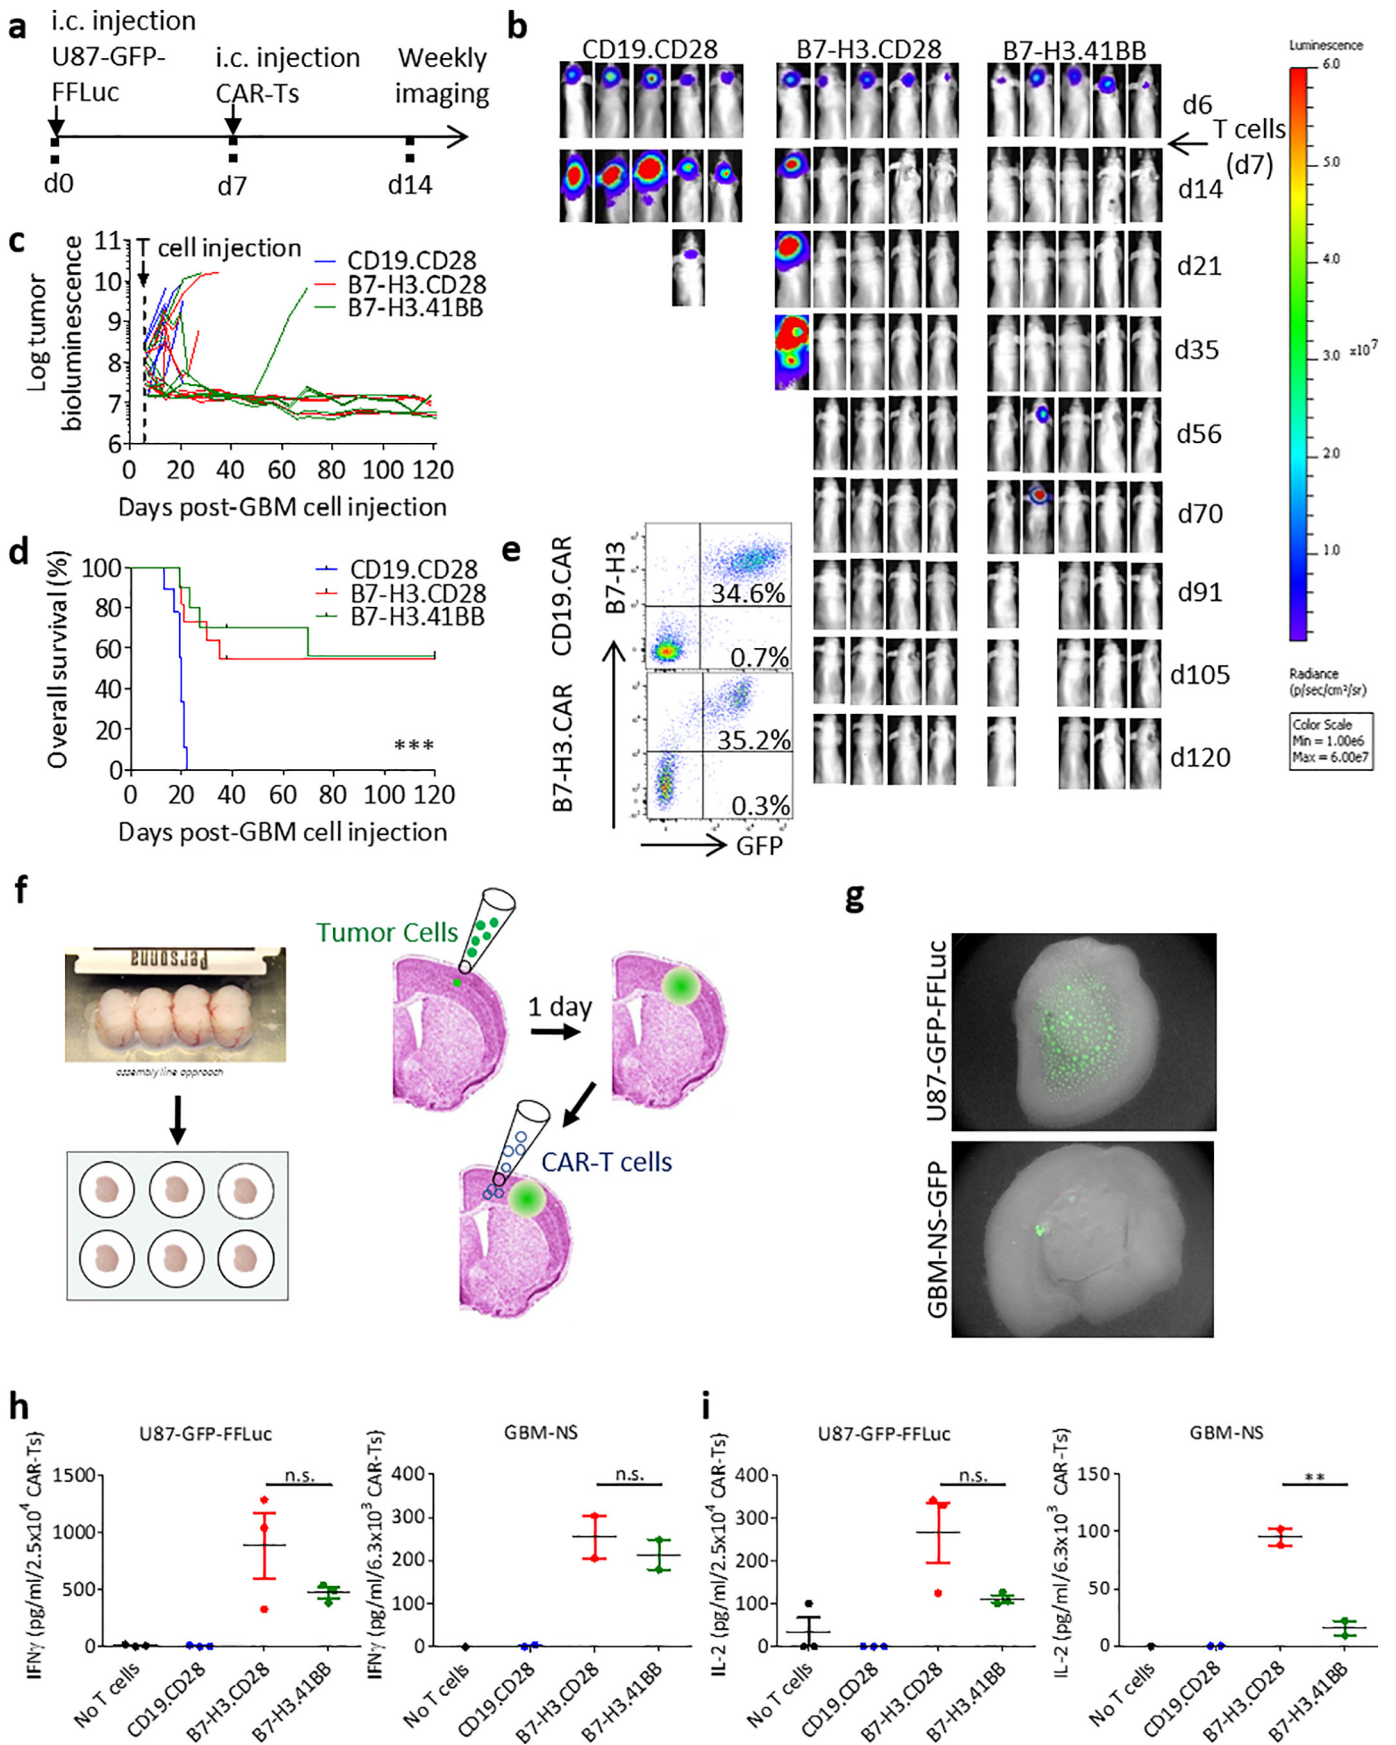 a
i.c. injection
U87-GFP-
FFLuc
i.c. injection
CAR-Ts
Weekly
imaging
d0
d7
d14
b
CD19.CD28
B7-H3.CD28
B7-H3.41BB
d6
T cells
(d7)
d14
d21
d35
d56
d70
d91
d105
d120
Luminescence
6.0
5.0
4.0
3.0
x10⁷
2.0
1.0
Radiance
(p/sec/cm²/sr)
Color Scale
Min = 1.00e6
Max = 6.00e7
c
T cell injection
CD19.CD28
B7-H3.CD28
B7-H3.41BB
Log tumor
bioluminescence
11
10
9
8
7
6
0 20 40 60 80 100 120
Days post-GBM cell injection
d
CD19.CD28
B7-H3.CD28
B7-H3.41BB
Overall survival (%)
100
80
60
40
20
0
***
0 20 40 60 80 100 120
Days post-GBM cell injection
e
CD19.CAR
B7-H3.CAR
B7-H3
34.6%
0.7%
35.2%
0.3%
GFP
f
Personna
assembly line approach
Tumor Cells
1 day
CAR-T cells
g
U87-GFP-FFLuc
GBM-NS-GFP
h
U87-GFP-FFLuc
IFNγ (pg/ml/2.5x10⁴ CAR-Ts)
1500
1000
500
0
n.s.
No T cells
CD19.CD28
B7-H3.CD28
B7-H3.41BB
GBM-NS
IFNγ (pg/ml/6.3x10³ CAR-Ts)
400
300
200
100
0
n.s.
No T cells
CD19.CD28
B7-H3.CD28
B7-H3.41BB
i
U87-GFP-FFLuc
IL-2 (pg/ml/2.5x10⁴ CAR-Ts)
400
300
200
100
0
n.s.
No T cells
CD19.CD28
B7-H3.CD28
B7-H3.41BB
GBM-NS
IL-2 (pg/ml/6.3x10³ CAR-Ts)
150
100
50
0
**
No T cells
CD19.CD28
B7-H3.CD28
B7-H3.41BB